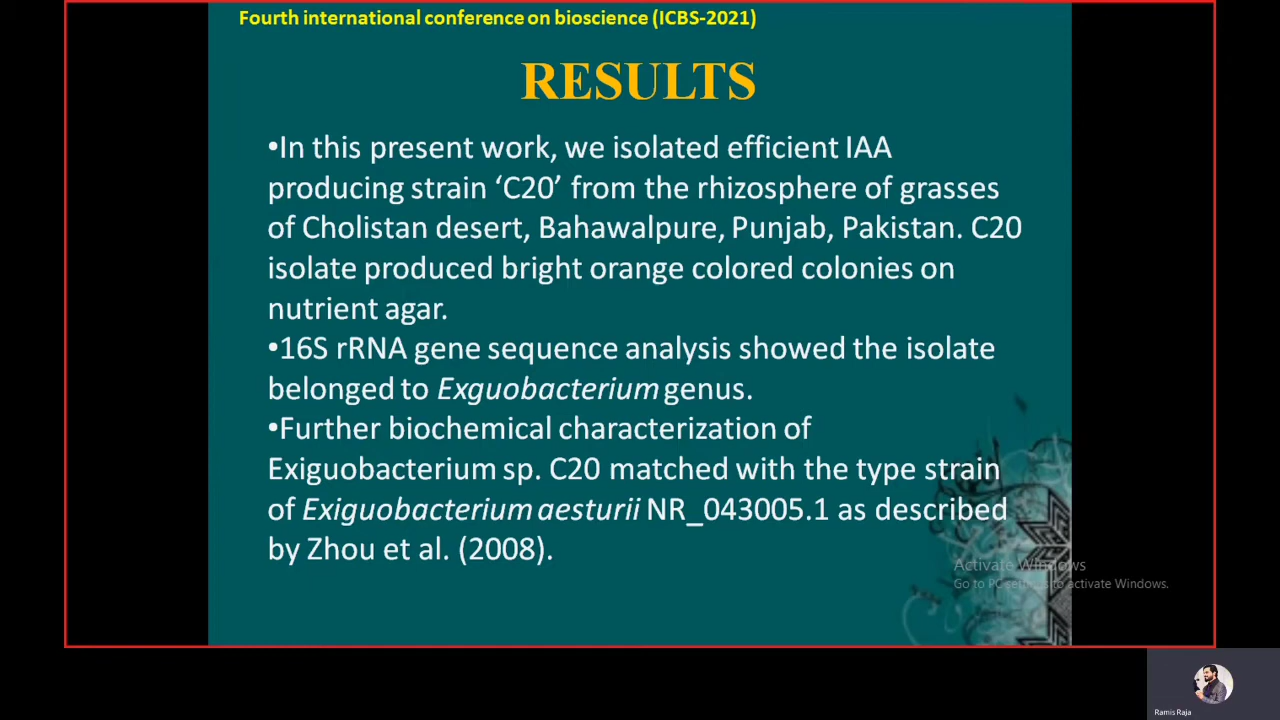 Fourth international conference on bioscience (ICBS-2021)
RESULTS
•In this present work, we isolated efficient IAA
producing strain ‘C20’ from the rhizosphere of grasses
of Cholistan desert, Bahawalpure, Punjab, Pakistan. C20
isolate produced bright orange colored colonies on
nutrient agar.
•16S rRNA gene sequence analysis showed the isolate
belonged to Exguobacterium genus.
•Further biochemical characterization of
Exiguobacterium sp. C20 matched with the type strain
of Exiguobacterium aesturii NR_043005.1 as described
by Zhou et al. (2008).
Activate Windows
Go to PC settings to activate Windows.
Ramis Raja